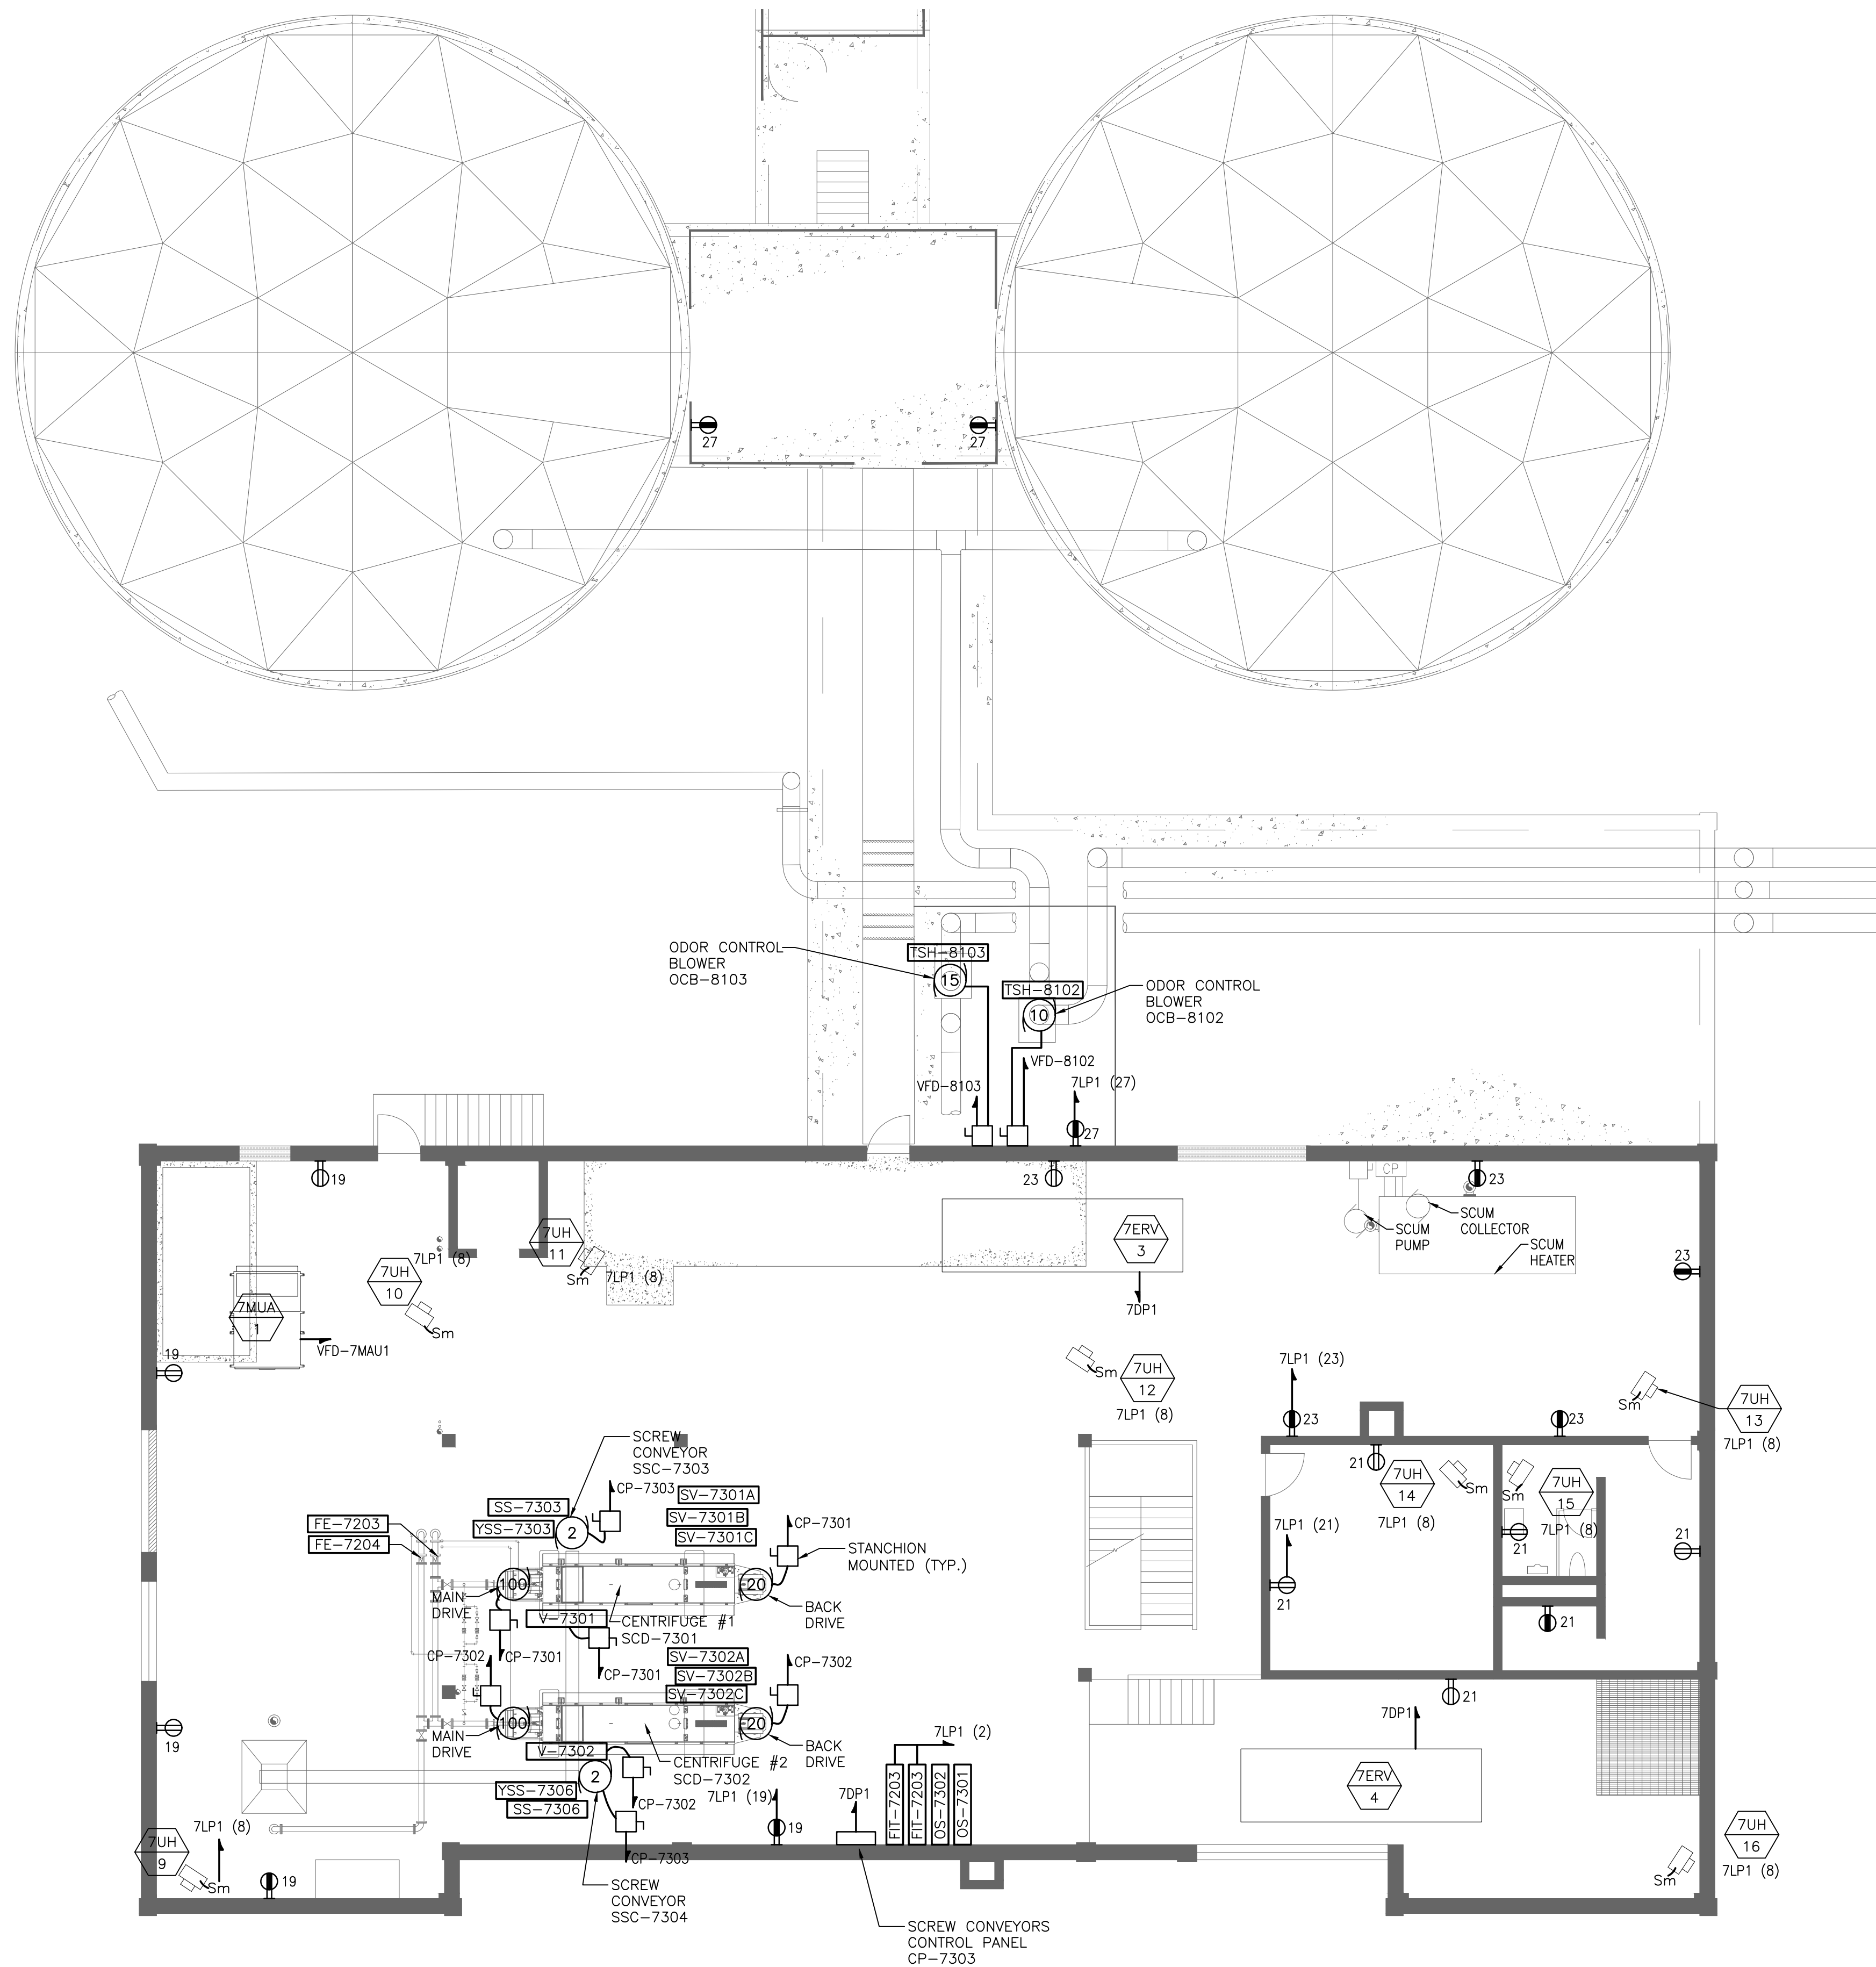 27
27
ODOR CONTROL
BLOWER
OCB-8103
TSH-8103
15
TSH-8102
10
ODOR CONTROL
BLOWER
OCB-8102
VFD-8102
VFD-8103
7LP1 (27)
27
19
23
CP
23
SCUM
COLLECTOR
SCUM
PUMP
SCUM
HEATER
7UH
11
7LP1 (8)
Sm
7LP1 (8)
7UH
10
Sm
7ERV
3
7DP1
23
7MUA
1
VFD-7MAU1
19
Sm
7UH
12
7LP1 (8)
7LP1 (23)
23
23
Sm
7UH
13
7LP1 (8)
SCREW
CONVEYOR
SSC-7303
CP-7303
SS-7303
YSS-7303
2
SV-7301A
SV-7301B
SV-7301C
CP-7301
STANCHION
MOUNTED (TYP.)
FE-7203
FE-7204
21
7UH
14
Sm
7LP1 (8)
Sm
7UH
15
7LP1 (8)
21
21
7LP1 (21)
21
21
100
MAIN
DRIVE
20
BACK
DRIVE
V-7301
CENTRIFUGE #1
SCD-7301
CP-7302
CP-7301
CP-7301
SV-7302A
SV-7302B
SV-7302C
CP-7302
21
100
MAIN
DRIVE
20
BACK
DRIVE
V-7302
CENTRIFUGE #2
SCD-7302
19
7LP1 (2)
7DP1
7ERV
4
2
YSS-7306
SS-7306
CP-7302
7LP1 (19)
19
7DP1
FIT-7203
FIT-7203
OS-7302
OS-7301
CP-7303
7LP1 (8)
7UH
9
Sm
19
7UH
16
7LP1 (8)
Sm
SCREW
CONVEYOR
SSC-7304
SCREW CONVEYORS
CONTROL PANEL
CP-7303